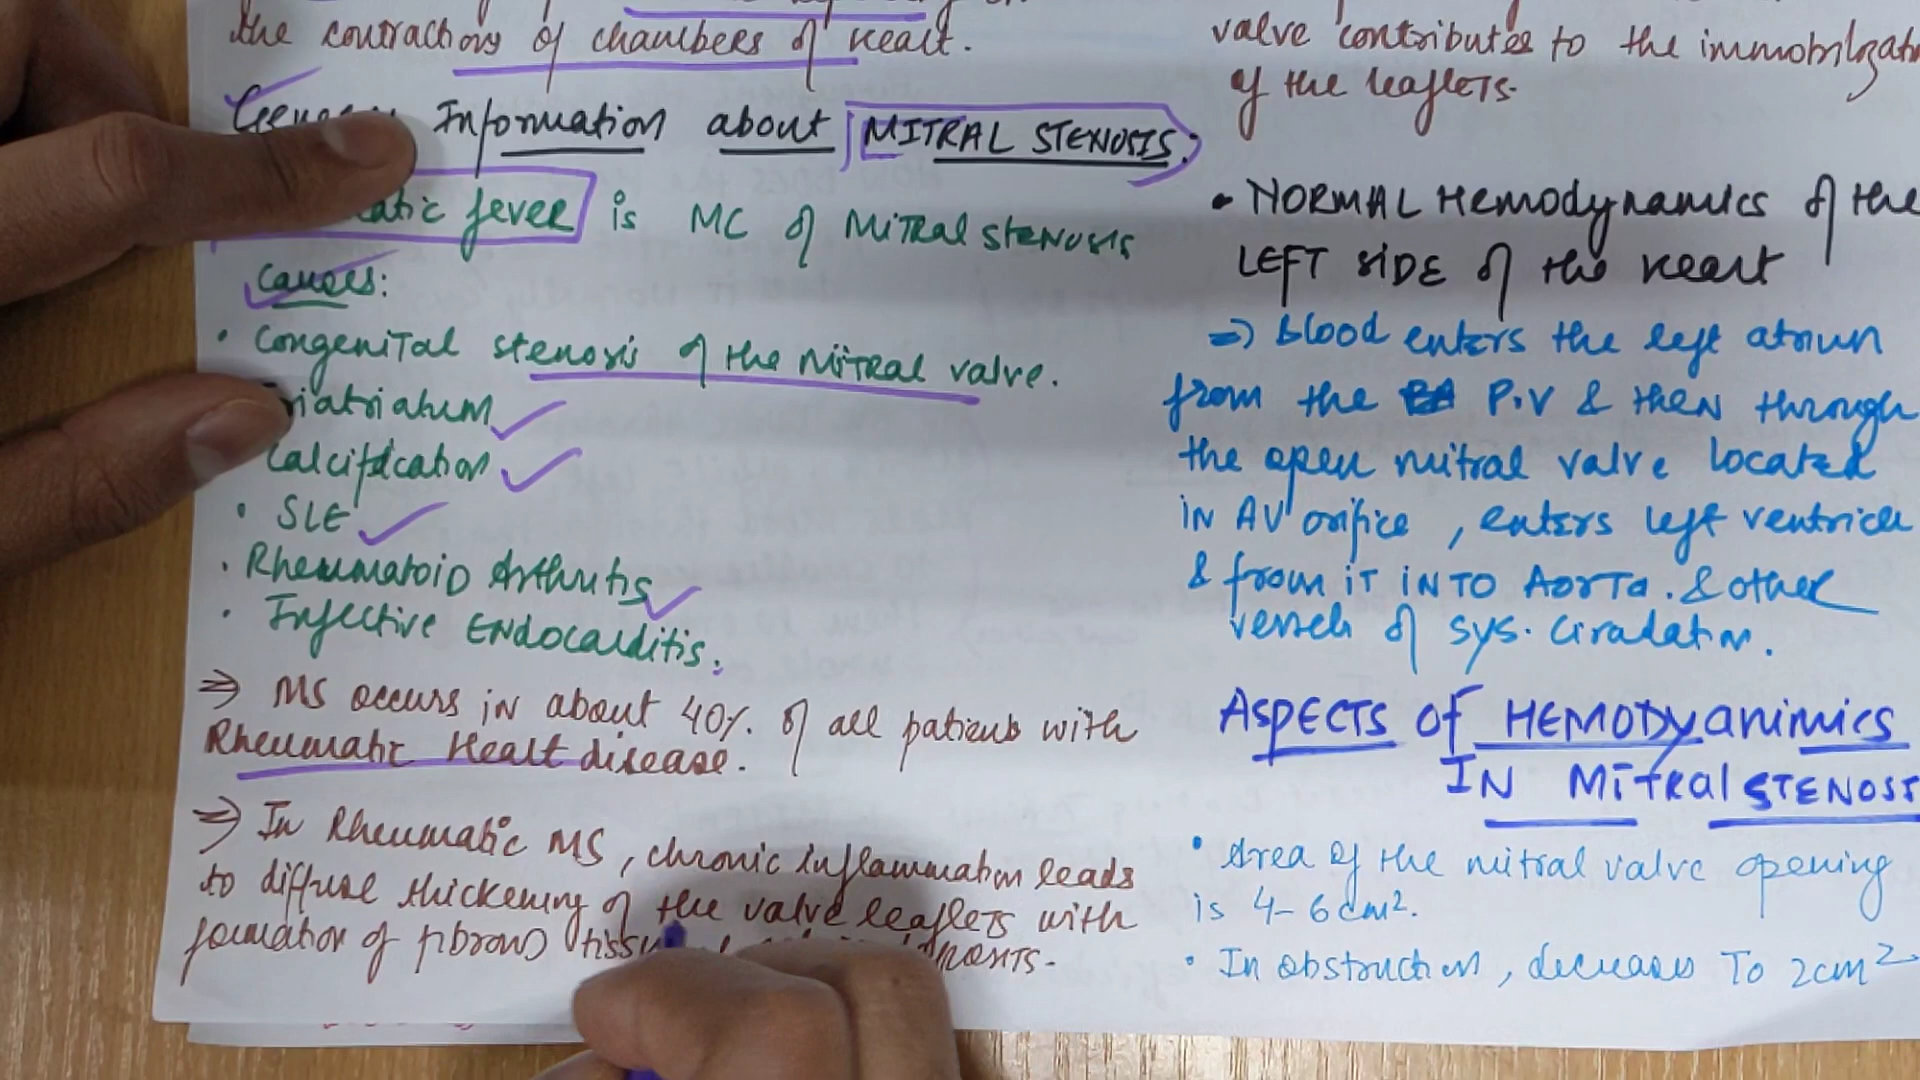 the contractions of chambers of heart.
Information about MITRAL STENOSIS:
fever is MC of Mitral stenosis
Causes:
• Congenital stenosis of the Mitral valve.
riatriatum
Calcification
• SLE
• Rheumatoid Arthritis
• Infective Endocarditis.
⇒ MS occurs in about 40% of all patients with
Rheumatic Heart disease.
⇒ In Rheumatic MS, chronic inflammation leads
to diffuse thickening of the valve leaflets with
formation of fibrous
valve contributes to the
of the leaflets.
• NORMAL Hemodynamics of the
LEFT SIDE of the heart
⇒ Blood enters the left atrium
from the P.V & then through
the open mitral valve located
in AV orifice, enters left ventricle
& from it INTO Aorta. & other
vessels of sys. Circulation.
ASPECTS of HEMODYanimics
IN MiTRal STENOSI
• Area of the mitral valve opening
is 4-6 cm².
• In obstruction, decreases To 2cm²